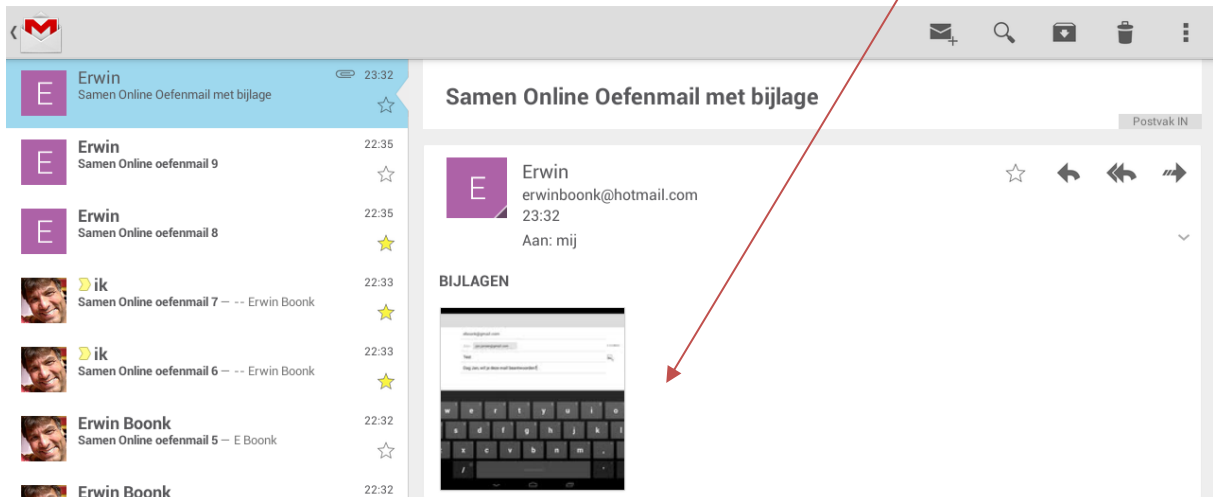 E
Erwin
23:32
Samen Online Oefenmail met bijlage
E
Erwin
22:35
Samen Online oefenmail 9
E
Erwin
22:35
Samen Online oefenmail 8
ik
22:33
Samen Online oefenmail 7 – -- Erwin Boonk
ik
22:33
Samen Online oefenmail 6 – -- Erwin Boonk
Erwin Boonk
22:32
Samen Online oefenmail 5 – E Boonk
Erwin Boonk
22:32
Samen Online Oefenmail met bijlage
Postvak IN
E
Erwin
erwinboonk@hotmail.com
23:32
Aan: mij
BIJLAGEN
Test
w e r t y u i o
s d f g h j k l
x c v b n m ,
/